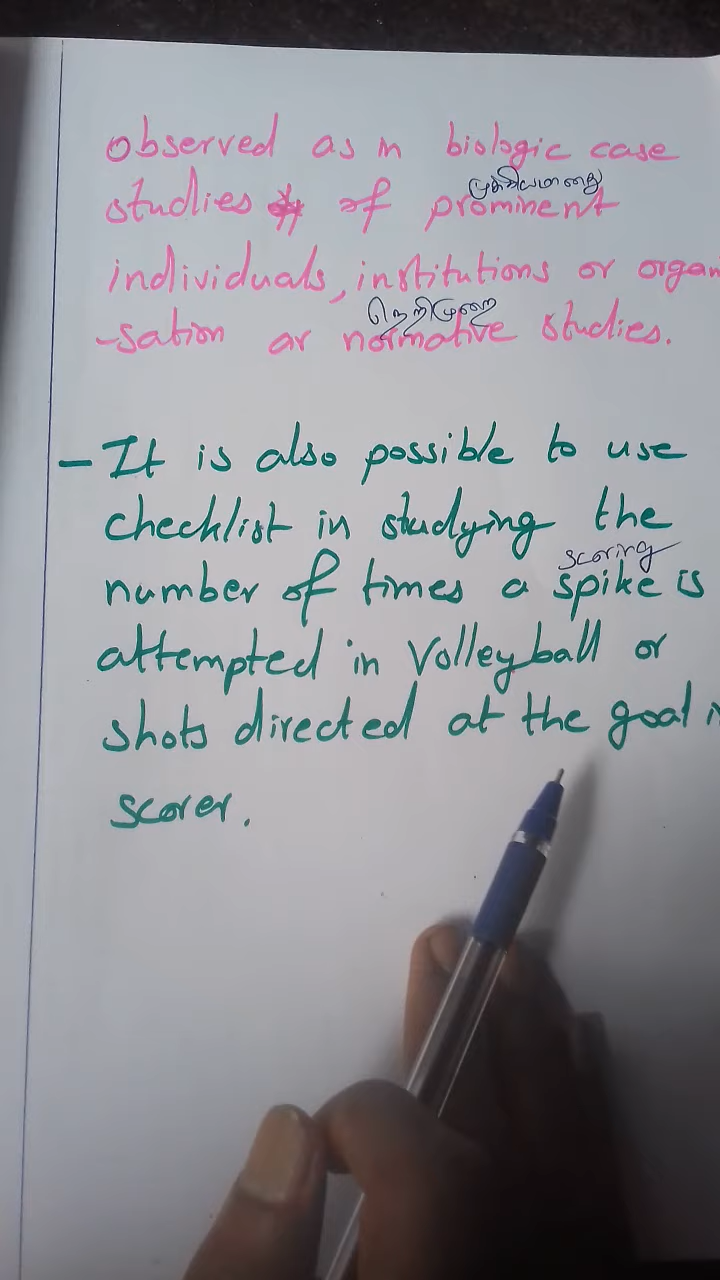 observed as in biologic case
முக்கியமானது
studies of prominent
individuals, institutions or organ
நெறிமுறை
-sation or normative studies.
- It is also possible to use
checklist in studying the
scoring
number of times a spike is
attempted in Volleyball or
shots directed at the goal i
scorer.